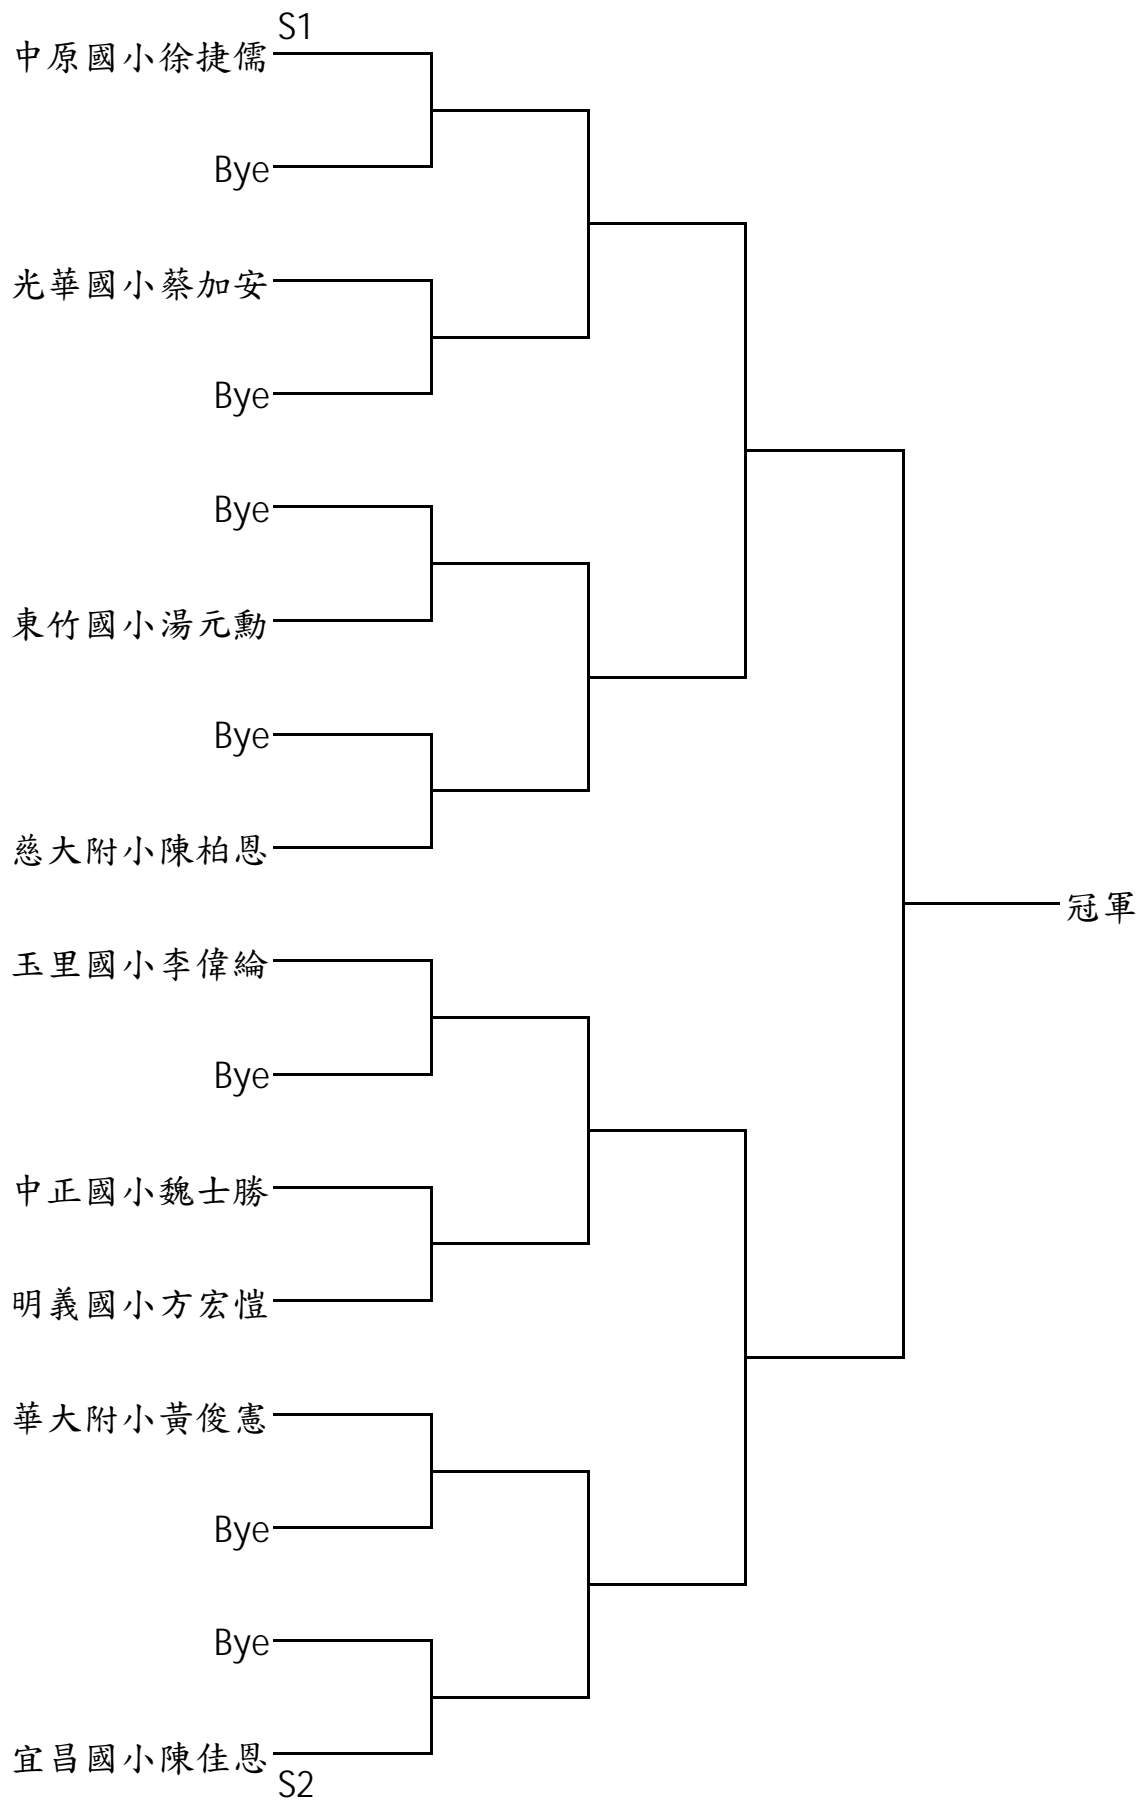 S1
中原國小徐捷儒
Bye
光華國小蔡加安
Bye
Bye
東竹國小湯元勳
Bye
慈大附小陳柏恩
冠軍
玉里國小李偉綸
Bye
中正國小魏士勝
明義國小方宏愷
華大附小黃俊憲
Bye
Bye
宜昌國小陳佳恩
S2